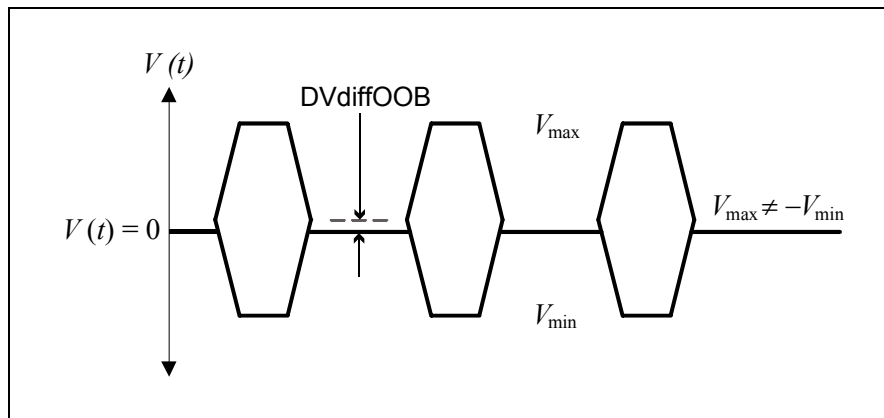 V (t)
DVdiffOOB
Vmax
V (t) = 0
Vmax ≠ −Vmin
Vmin